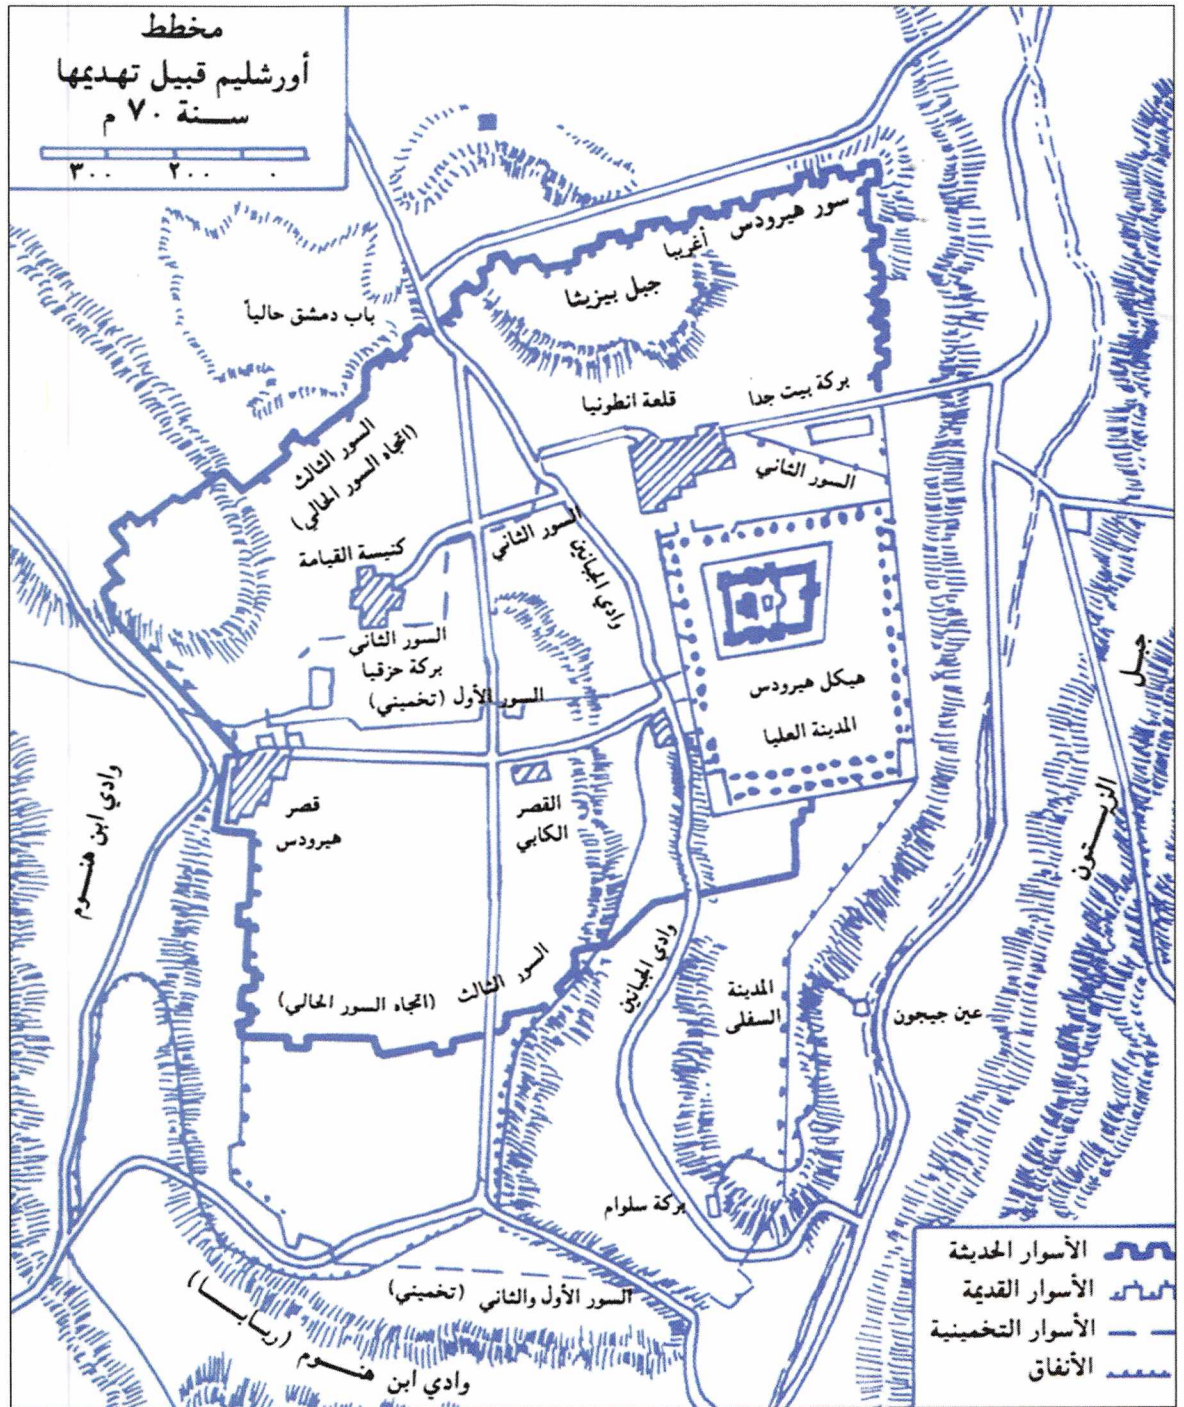 مخطط
أورشليم قبيل تهديمها
سنة ٧٠ م
٣٠٠ ٢٠٠ ٠
سور هيرودس
أغريبا
جبل بيزيثا
باب دمشق حالياً
بركة بيت جدا
قلعة انطونيا
السور الثالث
(اتجاه السور الحالي)
السور الثاني
السور الثاني
وادي الجبانين
كنيسة القيامة
السور الثاني
بركة حزقيا
السور الأول (تخميني)
هيكل هيرودس
المدينة العليا
جبل
الزيتون
وادي ابن هنوم
قصر
هيرودس
القصر
الكابي
السور الثالث
(اتجاه السور الحالي)
وادي الجبانين
المدينة
السفلى
عين جيجون
بركة سلوام
السور الأول والثاني (تخميني)
وادي ابن هنوم (ربابا)
الأسوار الحديثة
الأسوار القديمة
الأسوار التخمينية
الأنفاق